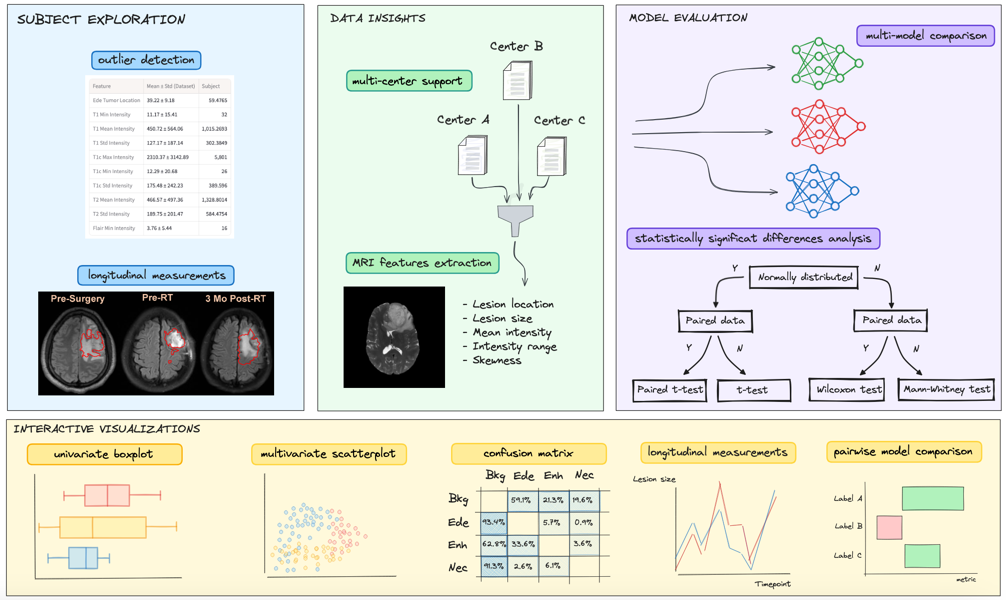 SUBJECT EXPLORATION
outlier detection
Feature Mean ± Std (Dataset) Subject
Ede Tumor Location 39.22 ± 9.18 59.4765
T1 Min Intensity 11.17 ± 15.41 32
T1 Mean Intensity 450.72 ± 564.06 1,015.2693
T1 Std Intensity 127.17 ± 187.14 302.3849
T1c Max Intensity 2310.37 ± 3142.89 5,801
T1c Min Intensity 12.29 ± 20.68 26
T1c Std Intensity 175.48 ± 242.23 389.596
T2 Mean Intensity 466.57 ± 497.36 1,328.8014
T2 Std Intensity 189.75 ± 201.47 584.4754
Flair Min Intensity 3.76 ± 5.44 16
longitudinal measurements
Pre-Surgery Pre-RT 3 Mo Post-RT
DATA INSIGHTS
Center B
multi-center support
Center A Center C
MRI features extraction
- Lesion location
- Lesion size
- Mean intensity
- Intensity range
- Skewness
MODEL EVALUATION
multi-model comparison
statistically significat differences analysis
Y Normally distributed N
Paired data Paired data
Y N Y N
Paired t-test t-test Wilcoxon test Mann-Whitney test
INTERACTIVE VISUALIZATIONS
univariate boxplot
multivariate scatterplot
confusion matrix
Bkg Ede Enh Nec
Bkg 59.1% 21.3% 19.6%
Ede 93.4% 5.7% 0.9%
Enh 62.8% 33.6% 3.6%
Nec 91.3% 2.6% 6.1%
longitudinal measurements
Lesion size
Timepoint
pairwise model comparison
Label A
Label B
Label C
metric